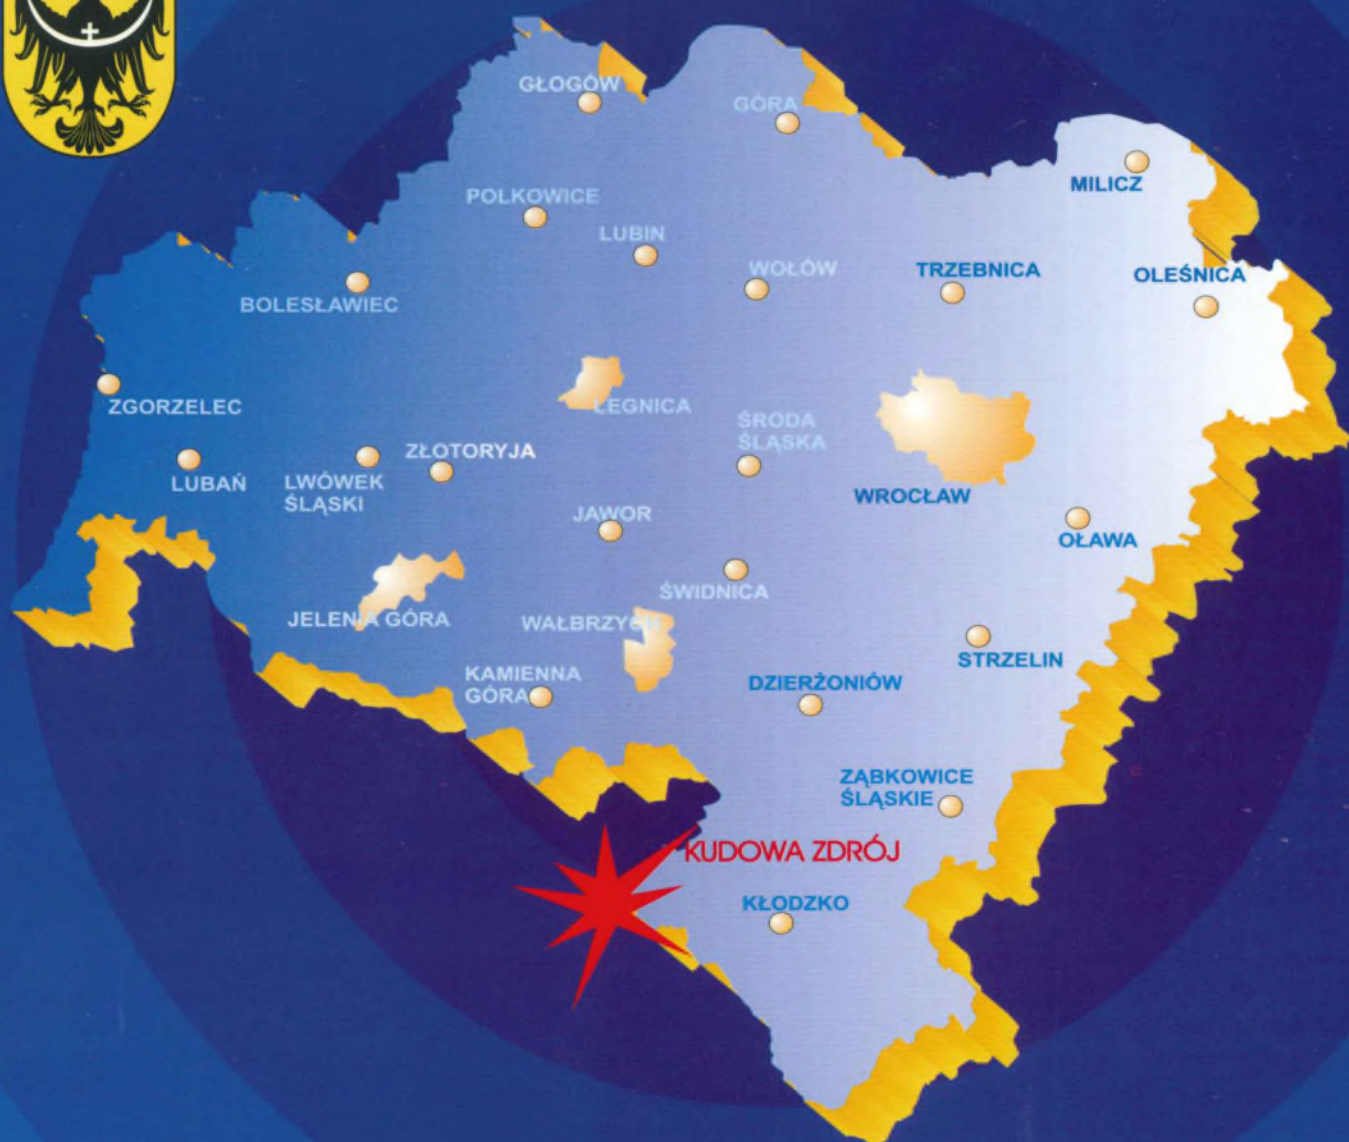 GŁOGÓW
GÓRA
MILICZ
POLKOWICE
LUBIN
WOŁÓW
TRZEBNICA
OLEŚNICA
BOLESŁAWIEC
ZGORZELEC
LEGNICA
ŚRODA
ŚLĄSKA
ZŁOTORYJA
LUBAŃ
LWÓWEK
ŚLĄSKI
WROCŁAW
JAWOR
OŁAWA
ŚWIDNICA
JELENIA GÓRA
WAŁBRZYCH
STRZELIN
KAMIENNA
GÓRA
DZIERŻONIÓW
ZĄBKOWICE
ŚLĄSKIE
KUDOWA ZDRÓJ
KŁODZKO